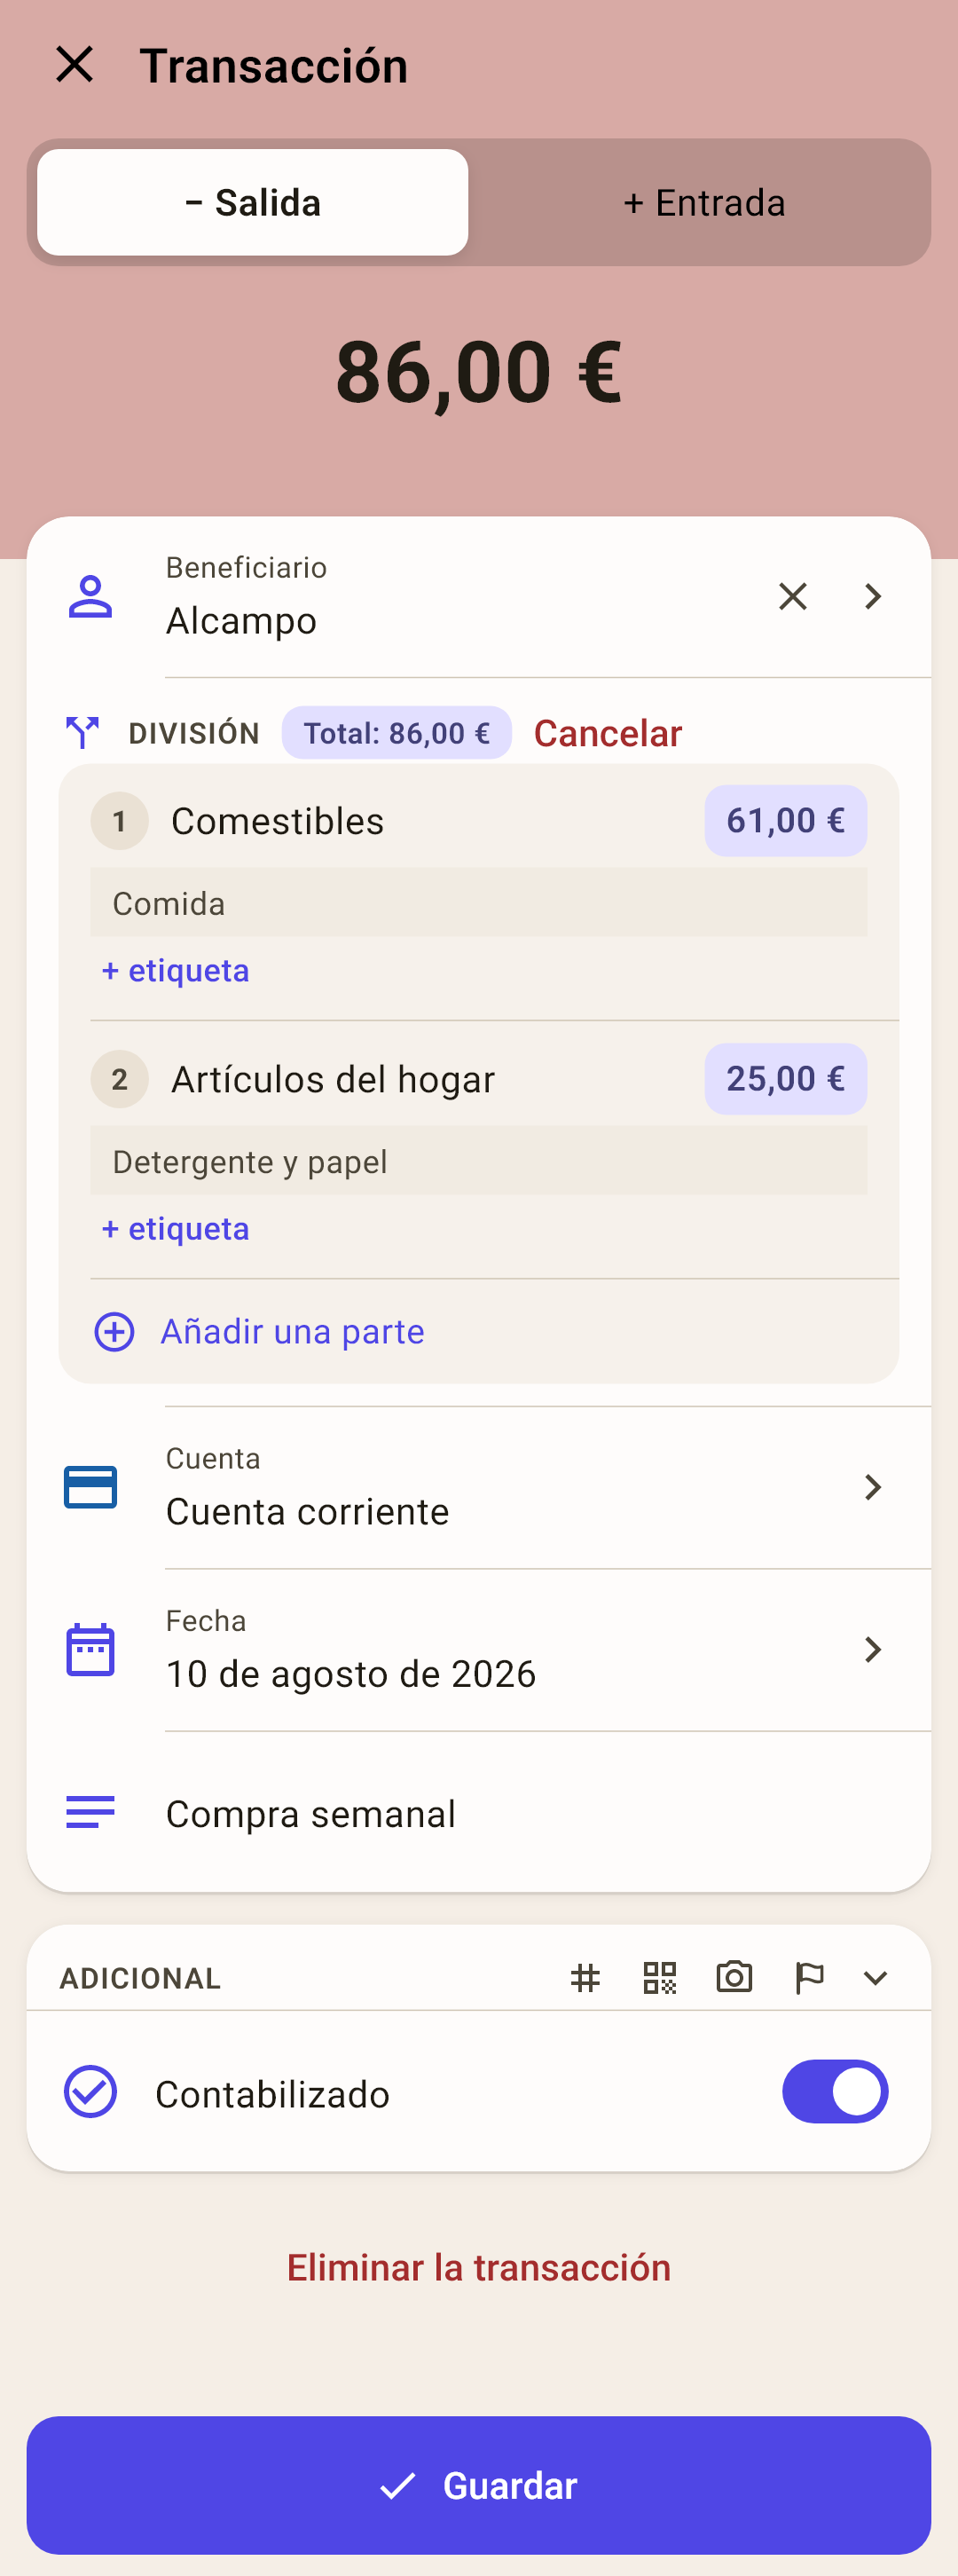 Transacción
− Salida
+ Entrada
86,00 €
Beneficiario
Alcampo
DIVISIÓN
Total: 86,00 €
Cancelar
1
Comestibles
61,00 €
Comida
+ etiqueta
2
Artículos del hogar
25,00 €
Detergente y papel
+ etiqueta
Añadir una parte
Cuenta
Cuenta corriente
Fecha
10 de agosto de 2026
Compra semanal
ADICIONAL
Contabilizado
Eliminar la transacción
Guardar